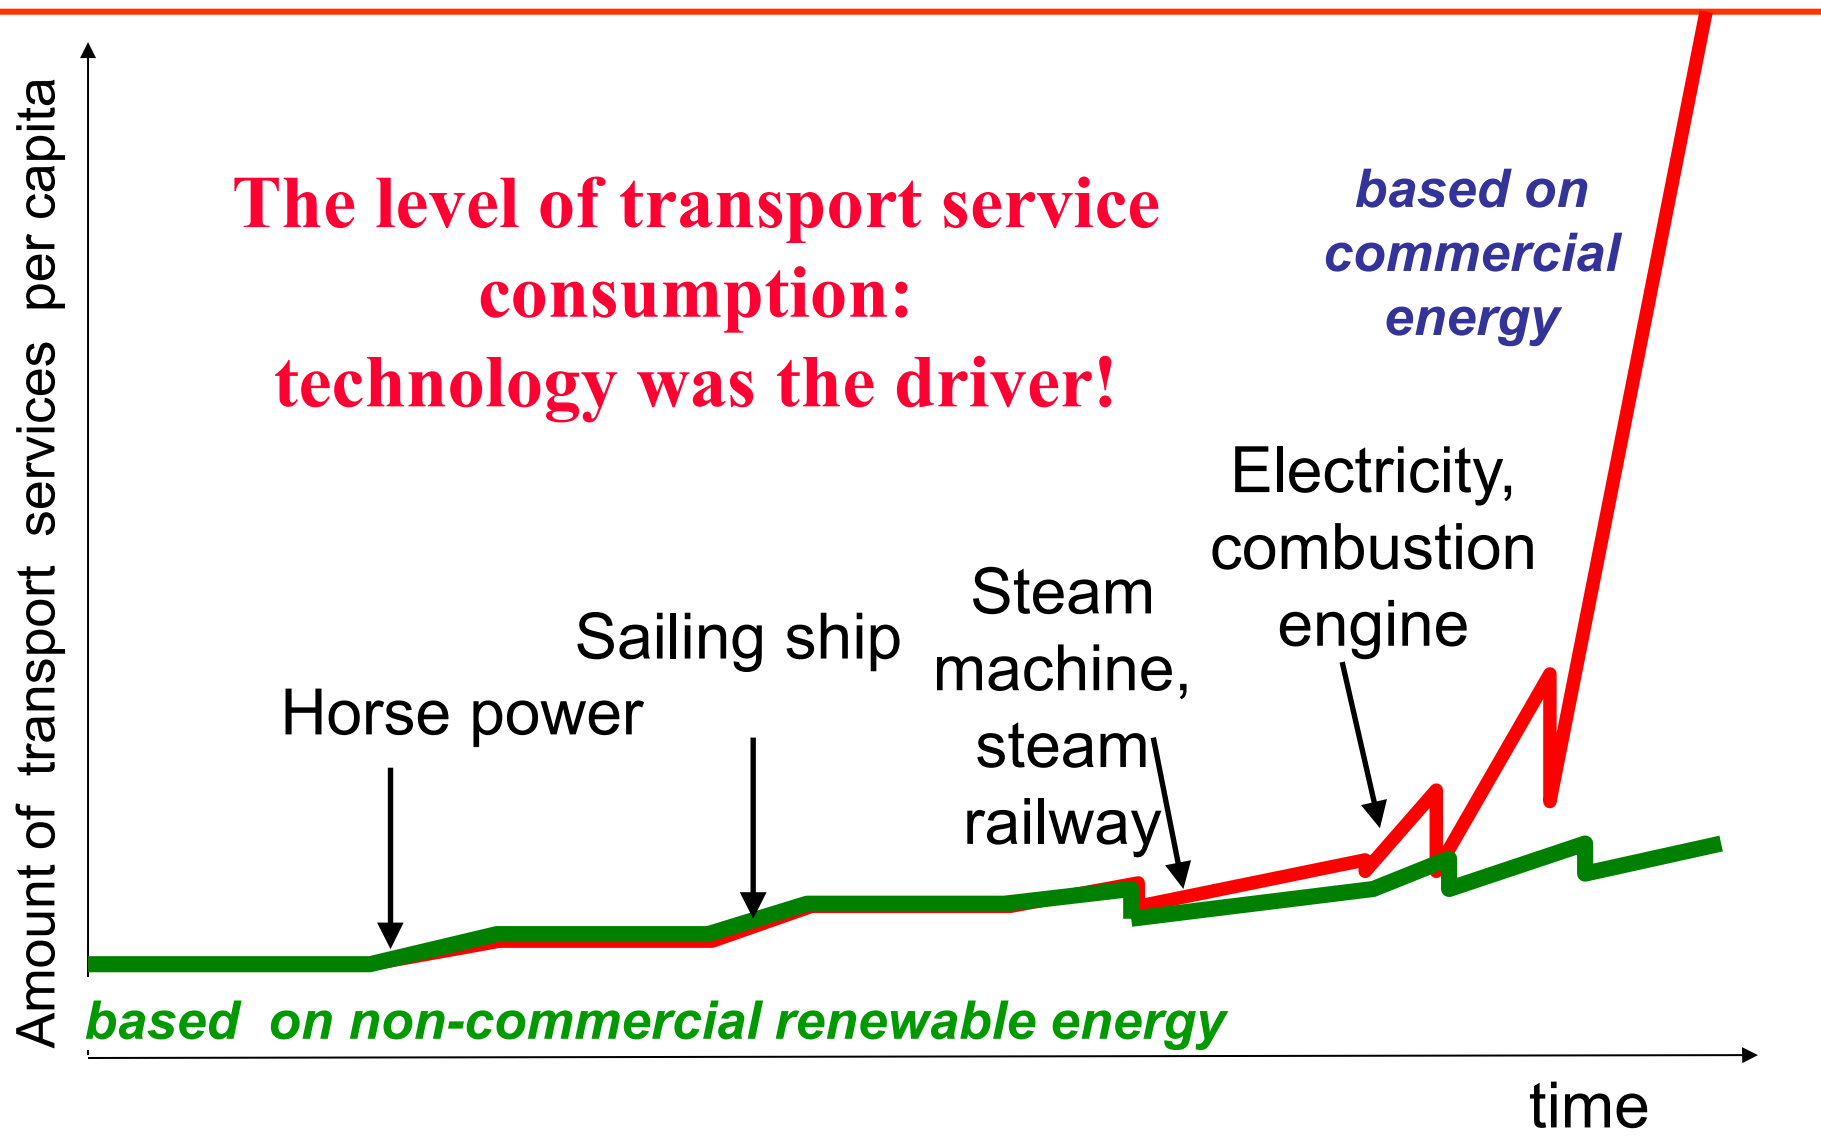 Amount of transport services per capita
The level of transport service
consumption:
technology was the driver!
based on
commercial
energy
Electricity,
combustion
engine
Steam
machine,
steam
railway
Sailing ship
Horse power
based on non-commercial renewable energy
time